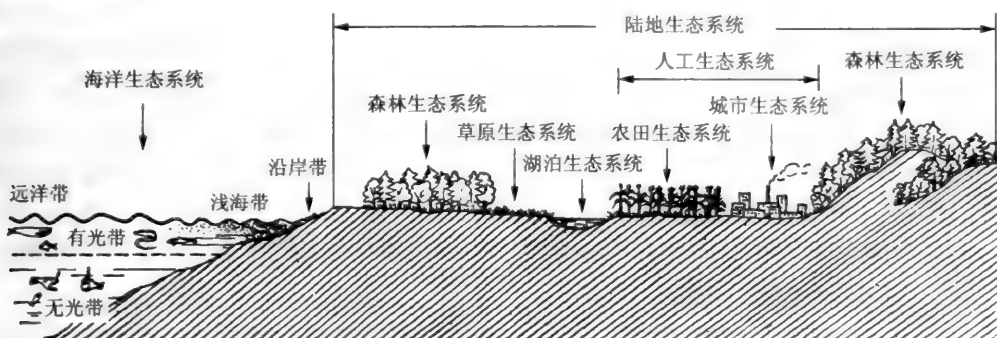 陆地生态系统
人工生态系统
森林生态系统
海洋生态系统
森林生态系统
城市生态系统
草原生态系统
农田生态系统
湖泊生态系统
沿岸带
远洋带
浅海带
有光带
无光带